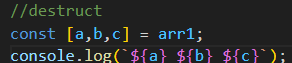 //destruct
const [a,b,c] = arr1;
console.log(`${a} ${b} ${c}`);